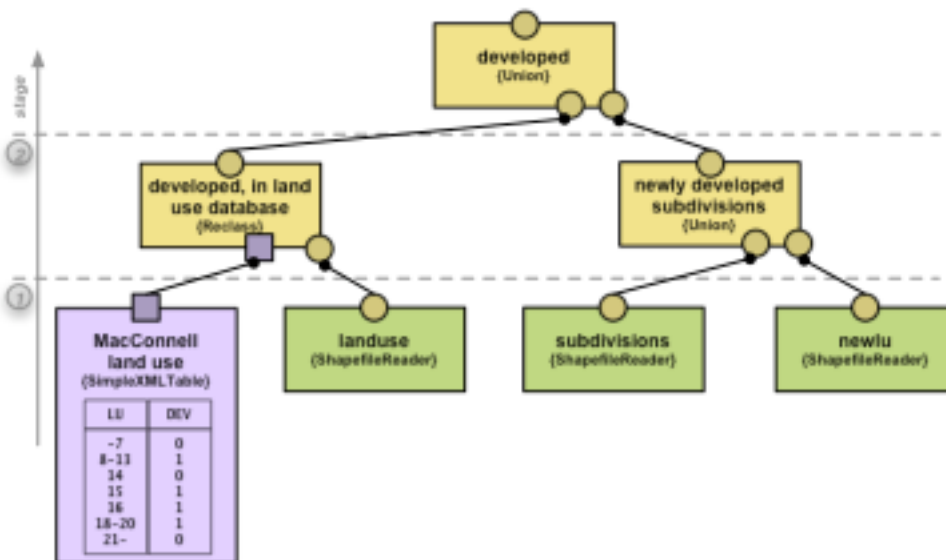 developed
{Union}
stage
2
developed, in land
use database
{Reclass}
newly developed
subdivisions
{Union}
1
MacConnell
land use
{SimpleXMLTable}
LU DEV
-7 0
8-13 1
14 0
15 1
16 1
18-20 1
21- 0
landuse
{ShapefileReader}
subdivisions
{ShapefileReader}
newlu
{ShapefileReader}